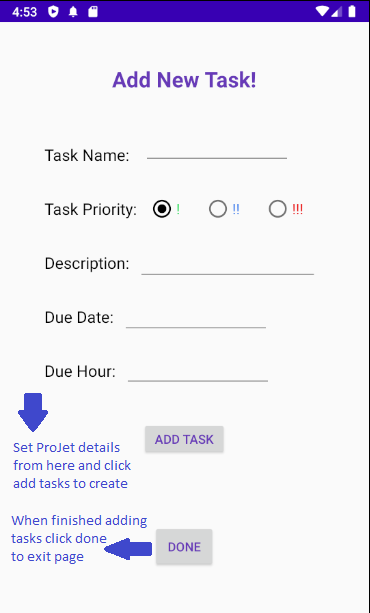 4:53
Add New Task!
Task Name:
Task Priority: ! !! !!!
Description:
Due Date:
Due Hour:
ADD TASK
Set ProJet details
from here and click
add tasks to create
When finished adding
tasks click done
to exit page
DONE